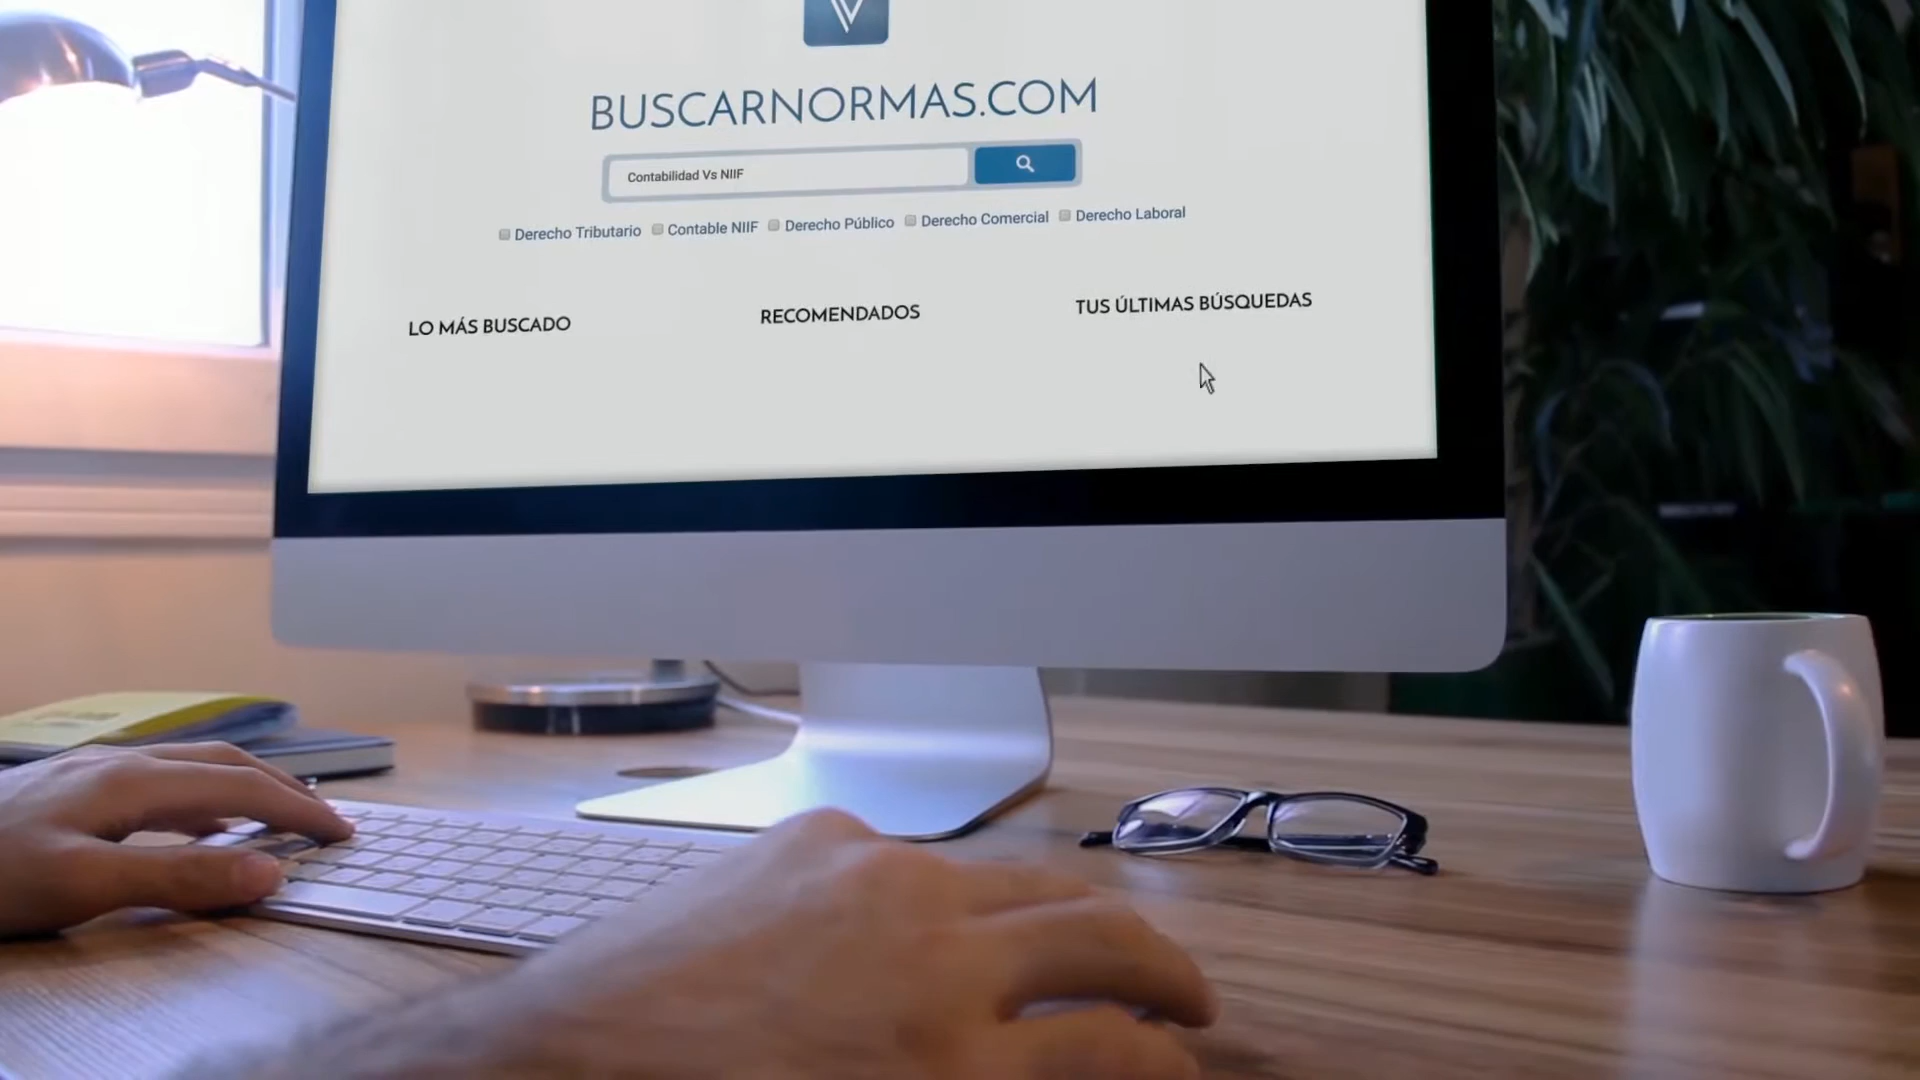 BUSCARNORMAS.COM
Contabilidad Vs NIIF
Derecho Tributario Contable NIIF Derecho Público Derecho Comercial Derecho Laboral
LO MÁS BUSCADO RECOMENDADOS TUS ÚLTIMAS BÚSQUEDAS